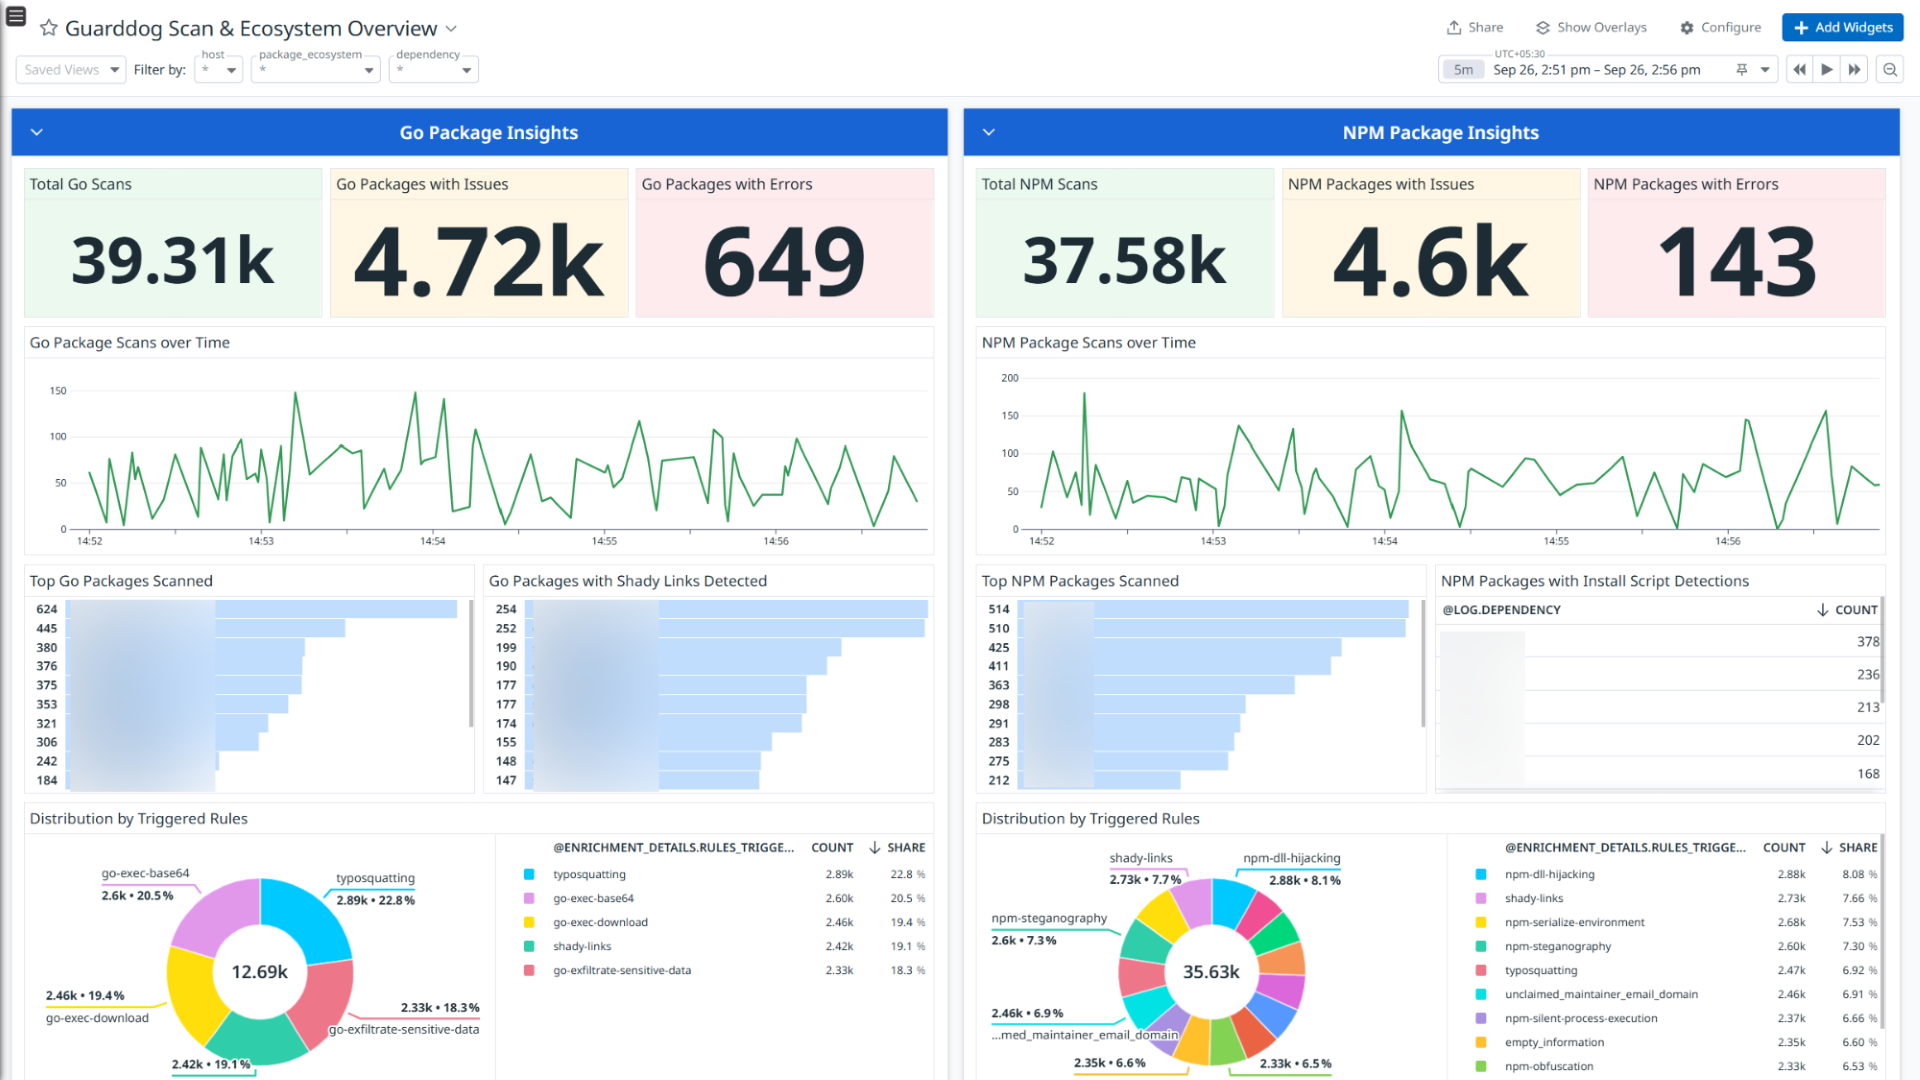 Guarddog Scan & Ecosystem Overview
Share
Show Overlays
Configure
Add Widgets
Saved Views
Filter by:
host
*
package_ecosystem
*
dependency
*
UTC+05:30
5m
Sep 26, 2:51 pm – Sep 26, 2:56 pm
Go Package Insights
Total Go Scans
39.31k
Go Packages with Issues
4.72k
Go Packages with Errors
649
Go Package Scans over Time
150
100
50
0
14:52 14:53 14:54 14:55 14:56
Top Go Packages Scanned
624
445
380
376
375
353
321
306
242
184
Go Packages with Shady Links Detected
254
252
199
190
177
177
174
155
148
147
Distribution by Triggered Rules
go-exec-base64
2.6k • 20.5%
typosquatting
2.89k • 22.8%
12.69k
2.46k • 19.4%
go-exec-download
2.33k • 18.3%
go-exfiltrate-sensitive-data
2.42k • 19.1%
@ENRICHMENT_DETAILS.RULES_TRIGGE... COUNT SHARE
typosquatting 2.89k 22.8 %
go-exec-base64 2.60k 20.5 %
go-exec-download 2.46k 19.4 %
shady-links 2.42k 19.1 %
go-exfiltrate-sensitive-data 2.33k 18.3 %
NPM Package Insights
Total NPM Scans
37.58k
NPM Packages with Issues
4.6k
NPM Packages with Errors
143
NPM Package Scans over Time
200
150
100
50
0
14:52 14:53 14:54 14:55 14:56
Top NPM Packages Scanned
514
510
425
411
363
298
291
283
275
212
NPM Packages with Install Script Detections
@LOG.DEPENDENCY COUNT
378
236
213
202
168
Distribution by Triggered Rules
shady-links
2.73k • 7.7%
npm-dll-hijacking
2.88k • 8.1%
npm-steganography
2.6k • 7.3%
35.63k
2.46k • 6.9%
...med_maintainer_email_domain
2.35k • 6.6%
2.33k • 6.5%
@ENRICHMENT_DETAILS.RULES_TRIGGE... COUNT SHARE
npm-dll-hijacking 2.88k 8.08 %
shady-links 2.73k 7.66 %
npm-serialize-environment 2.68k 7.53 %
npm-steganography 2.60k 7.30 %
typosquatting 2.47k 6.92 %
unclaimed_maintainer_email_domain 2.46k 6.91 %
npm-silent-process-execution 2.37k 6.66 %
empty_information 2.35k 6.60 %
npm-obfuscation 2.33k 6.53 %